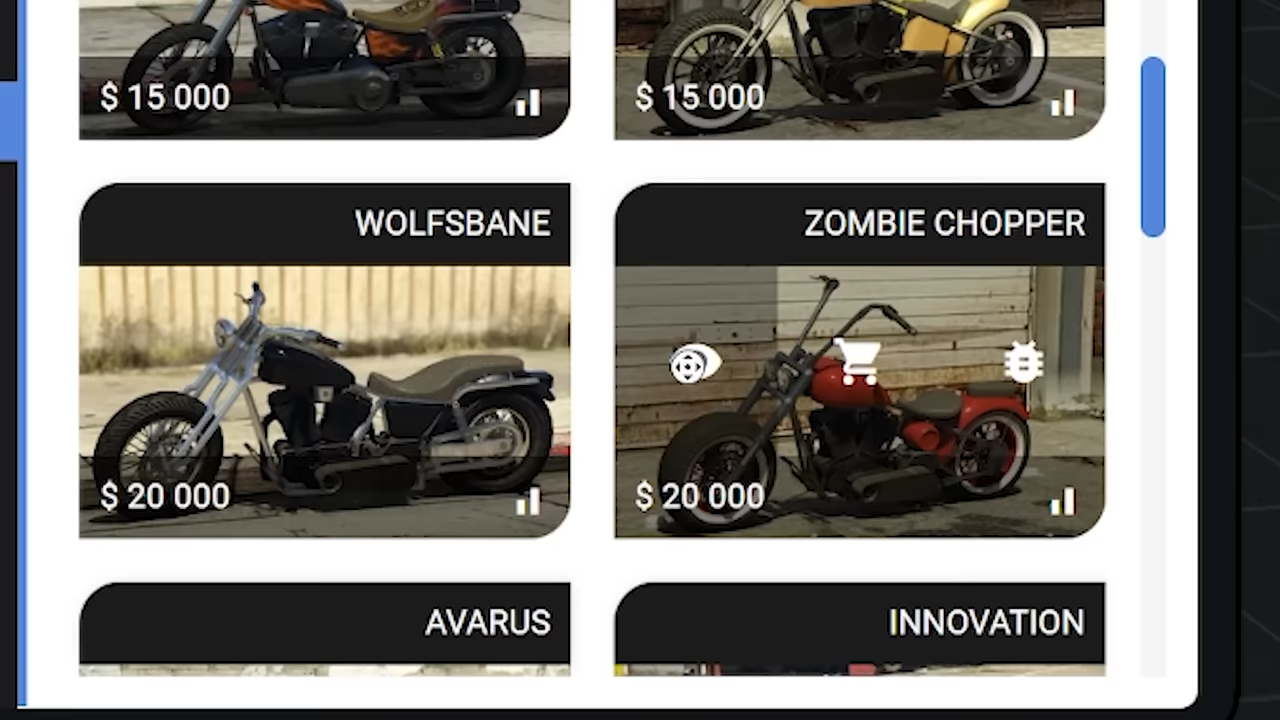 $ 15 000
$ 15 000
WOLFSBANE
ZOMBIE CHOPPER
$ 20 000
$ 20 000
AVARUS
INNOVATION